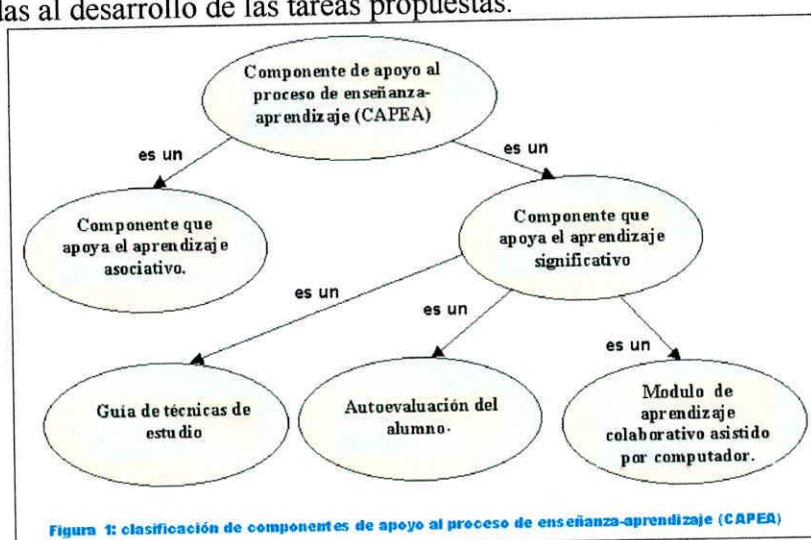 las al desarrollo de las tareas propuestas.
Componente de apoyo al
proceso de enseñanza-
aprendizaje (CAPEA)
es un
es un
Componente que
apoya el aprendizaje
asociativo.
Componente que
apoya el aprendizaje
significativo
es un
es un
es un
Guía de técnicas de
estudio
Autoevaluación del
alumno.
Modulo de
aprendizaje
colaborativo asistido
por computador.
Figura 1: clasificación de componentes de apoyo al proceso de enseñanza-aprendizaje (CAPEA)